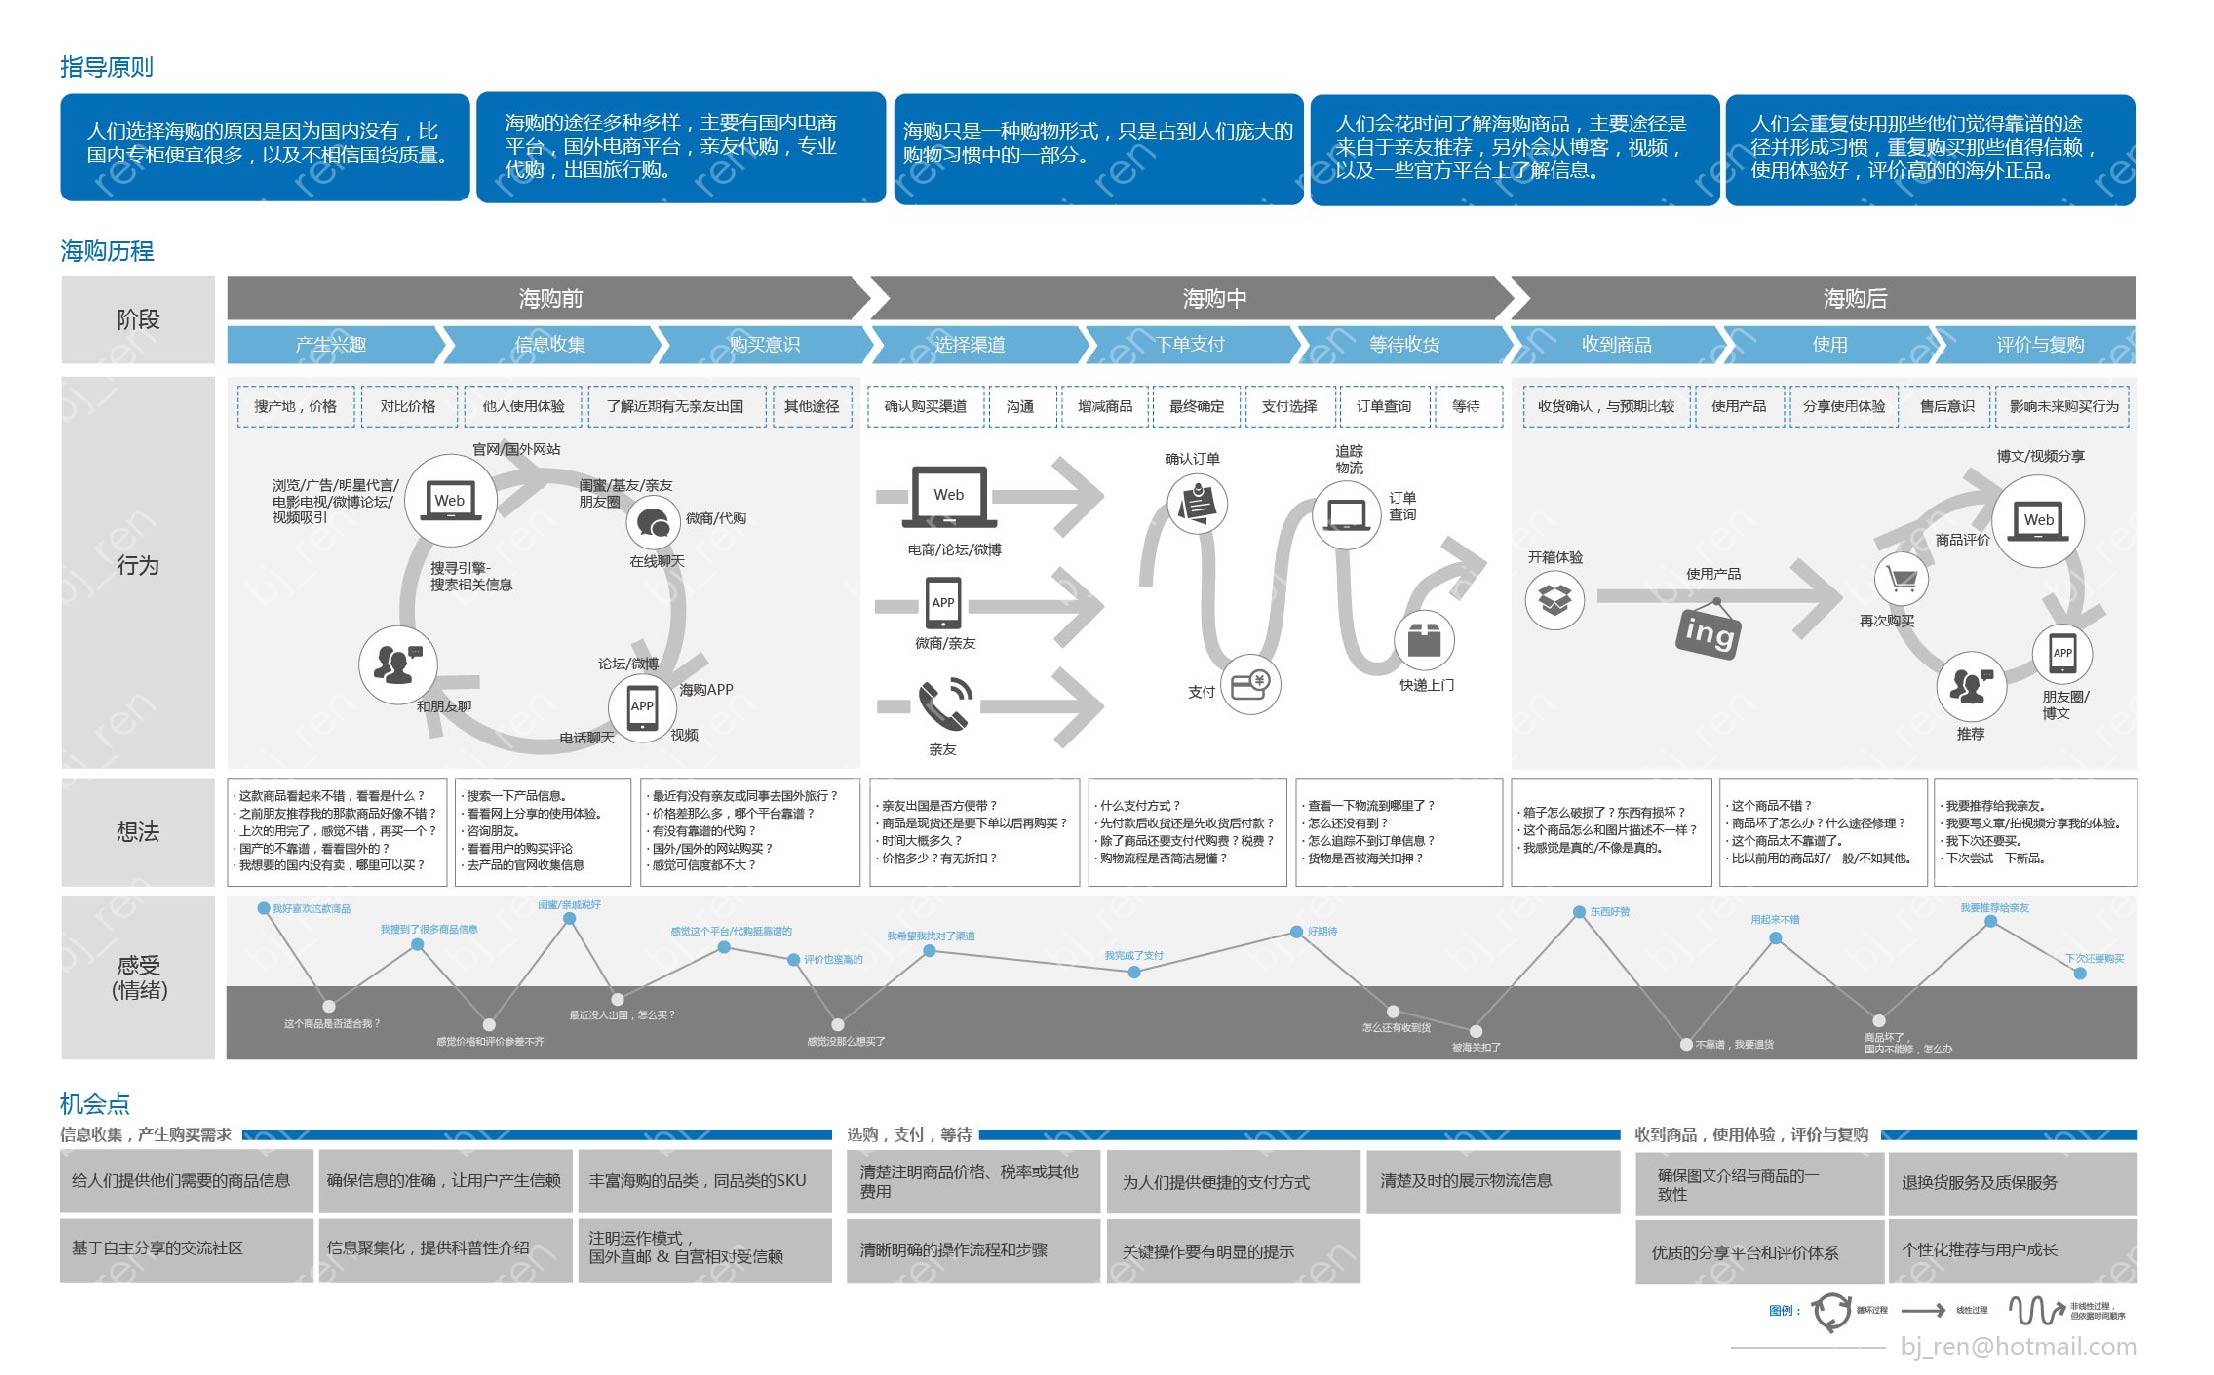 指导原则
人们选择海购的原因是因为国内没有，比
国内专柜便宜很多，以及不相信国货质量。
海购的途径多种多样，主要有国内电商
平台，国外电商平台，亲友代购，专业
代购，出国旅行购。
海购只是一种购物形式，只是占到人们庞大的
购物习惯中的一部分。
人们会花时间了解海购商品，主要途径是
来自于亲友推荐，另外会从博客，视频，
以及一些官方平台上了解信息。
人们会重复使用那些他们觉得靠谱的途
径并形成习惯，重复购买那些值得信赖，
使用体验好，评价高的的海外正品。
海购历程
阶段
海购前
海购中
海购后
产生兴趣
信息收集
购买意识
选择渠道
下单支付
等待收货
收到商品
使用
评价与复购
行为
搜产地，价格
对比价格
他人使用体验
了解近期有无亲友出国
其他途径
确认购买渠道
沟通
增减商品
最终确定
支付选择
订单查询
等待
收货确认，与预期比较
使用产品
分享使用体验
售后意识
影响未来购买行为
官网/国外网站
浏览/广告/明星代言/
电影电视/微博论坛/
视频吸引
Web
闺蜜/基友/亲友
朋友圈
微商/代购
在线聊天
搜寻引擎-
搜索相关信息
论坛/微博
海购APP
APP
视频
电话聊天
和朋友聊
Web
电商/论坛/微博
APP
微商/亲友
亲友
确认订单
支付
追踪
物流
订单
查询
快递上门
开箱体验
使用产品
ing
博文/视频分享
Web
商品评价
再次购买
APP
朋友圈/
博文
推荐
想法
· 这款商品看起来不错，看看是什么？
· 之前朋友推荐我的那款商品好像不错？
· 上次的用完了，感觉不错，再买一个？
· 国产的不靠谱，看看国外的？
· 我想要的国内没有卖，哪里可以买？
· 搜索一下产品信息。
· 看看网上分享的使用体验。
· 咨询朋友。
· 看看用户的购买评论
· 去产品的官网收集信息
· 最近有没有亲友或同事去国外旅行？
· 价格差那么多，哪个平台靠谱？
· 有没有靠谱的代购？
· 国外/国外的网站购买？
· 感觉可信度都不大？
· 亲友出国是否方便带？
· 商品是现货还是要下单以后再购买？
· 时间大概多久？
· 价格多少？有无折扣？
· 什么支付方式？
· 先付款后收货还是先收货后付款？
· 除了商品还要支付代购费？税费？
· 购物流程是否简洁易懂？
· 查看一下物流到哪里了？
· 怎么还没有到？
· 怎么追踪不到订单信息？
· 货物是否被海关扣押？
· 箱子怎么破损了？东西有损坏？
· 这个商品怎么和图片描述不一样？
· 我感觉是真的/不像是真的。
· 这个商品不错？
· 商品坏了怎么办？什么途径修理？
· 这个商品太不靠谱了。
· 比以前用的商品好/一般/不如其他。
· 我要推荐给我亲友。
· 我要写文章/拍视频分享我的体验。
· 我下次还要买。
· 下次尝试一下新品。
感受
(情绪)
我好喜欢这款商品
这个商品是否适合我？
我搜到了很多商品信息
感觉价格和评价参差不齐
闺蜜/亲戚说好
最近没人出国，怎么买？
感觉这个平台/代购挺靠谱的
评价也蛮高的
感觉没那么想买了
我希望我找对了渠道
我完成了支付
好期待
怎么还有收到货
被海关扣了
东西好赞
不靠谱，我要退货
用起来不错
商品坏了，
国内不能修，怎么办
我要推荐给亲友
下次还要购买
机会点
信息收集，产生购买需求
选购，支付，等待
收到商品，使用体验，评价与复购
给人们提供他们需要的商品信息
确保信息的准确，让用户产生信赖
丰富海购的品类，同品类的SKU
清楚注明商品价格、税率或其他
费用
为人们提供便捷的支付方式
清楚及时的展示物流信息
确保图文介绍与商品的一
致性
退换货服务及质保服务
基于自主分享的交流社区
信息聚集化，提供科普性介绍
注明运作模式，
国外直邮 & 自营相对受信赖
清晰明确的操作流程和步骤
关键操作要有明显的提示
优质的分享平台和评价体系
个性化推荐与用户成长
图例：
循环过程
线性过程
非线性过程，
但依据时间顺序
bj_ren@hotmail.com